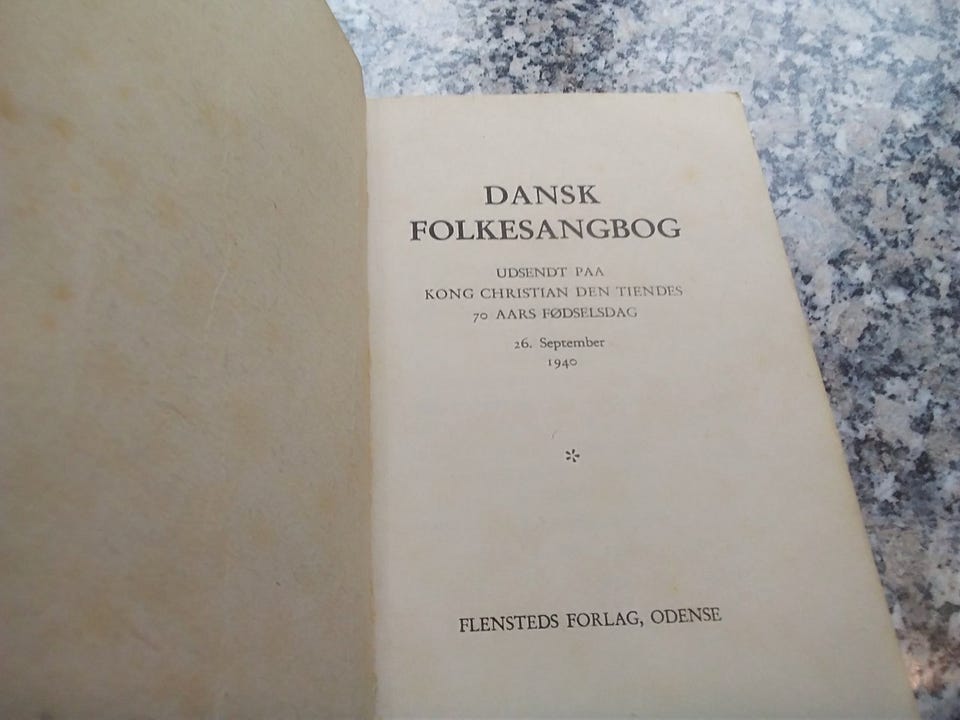 DANSK
FOLKESANGBOG
UDSENDT PAA
KONG CHRISTIAN DEN TIENDES
70 AARS FØDSELSDAG
26. September
1940
*
FLENSTEDS FORLAG, ODENSE